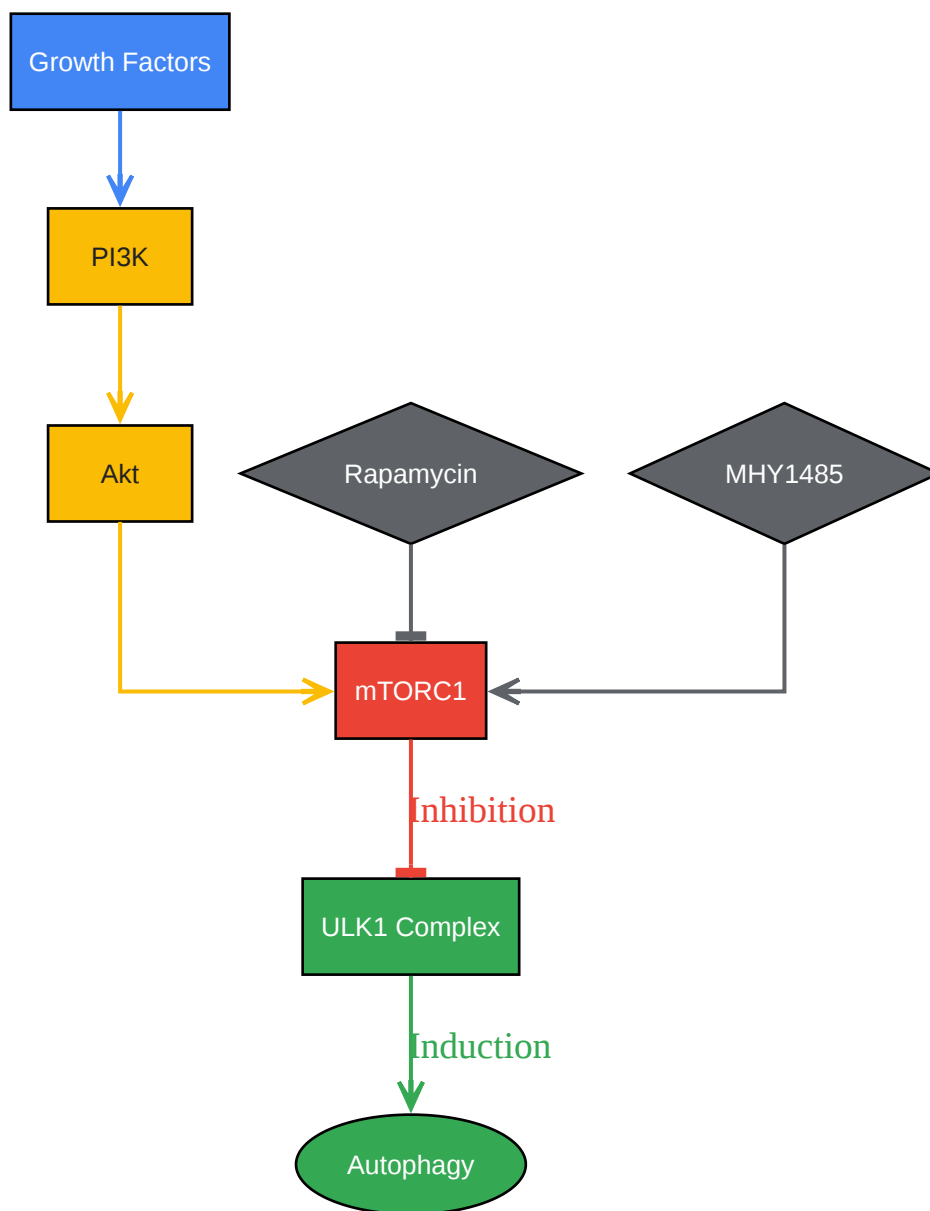 Growth Factors
PI3K
Akt
Rapamycin
MHY1485
mTORC1
Inhibition
ULK1 Complex
Induction
Autophagy